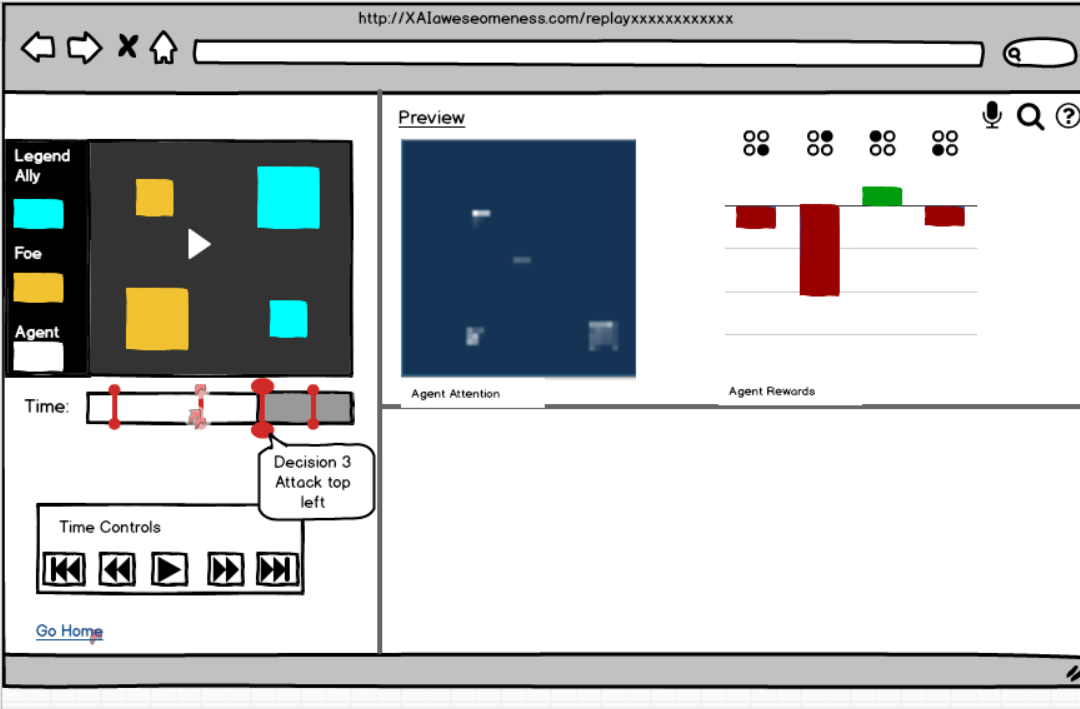 http://XAIaweseomeness.com/replayxxxxxxxxxxxx
Preview
?
Legend
Ally
Foe
Agent
Agent Attention
Agent Rewards
Time:
Decision 3
Attack top
left
Time Controls
Go Home